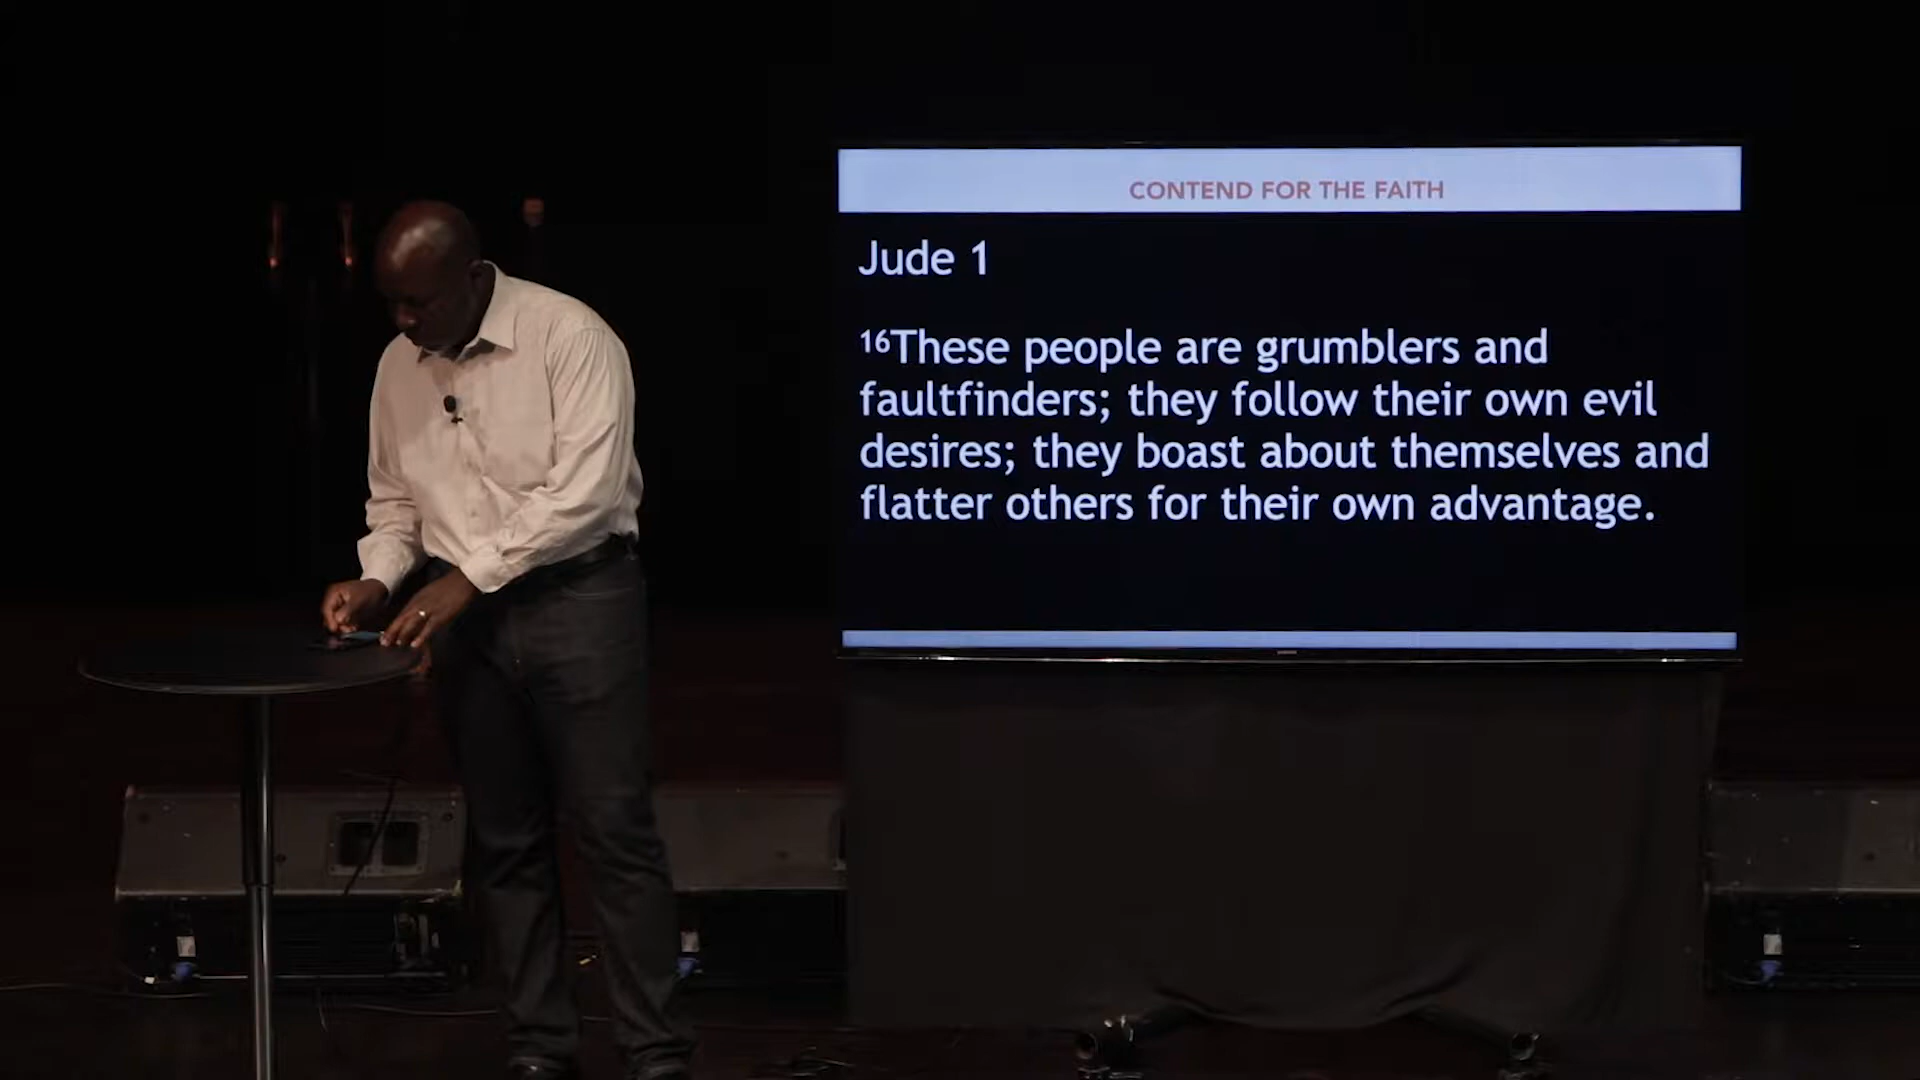 CONTEND FOR THE FAITH
Jude 1
16These people are grumblers and
faultfinders; they follow their own evil
desires; they boast about themselves and
flatter others for their own advantage.